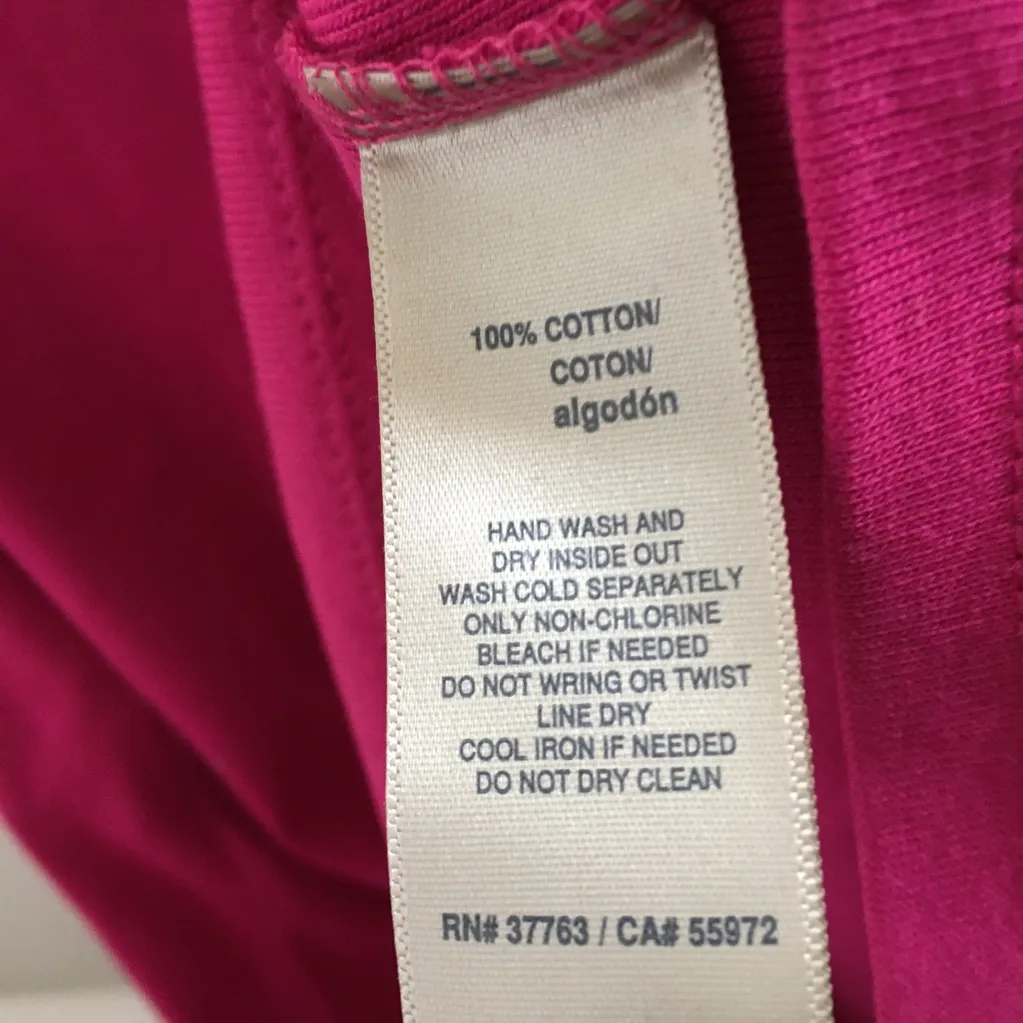 100% COTTON/
COTON/
algodón
HAND WASH AND
DRY INSIDE OUT
WASH COLD SEPARATELY
ONLY NON-CHLORINE
BLEACH IF NEEDED
DO NOT WRING OR TWIST
LINE DRY
COOL IRON IF NEEDED
DO NOT DRY CLEAN
RN# 37763 / CA# 55972